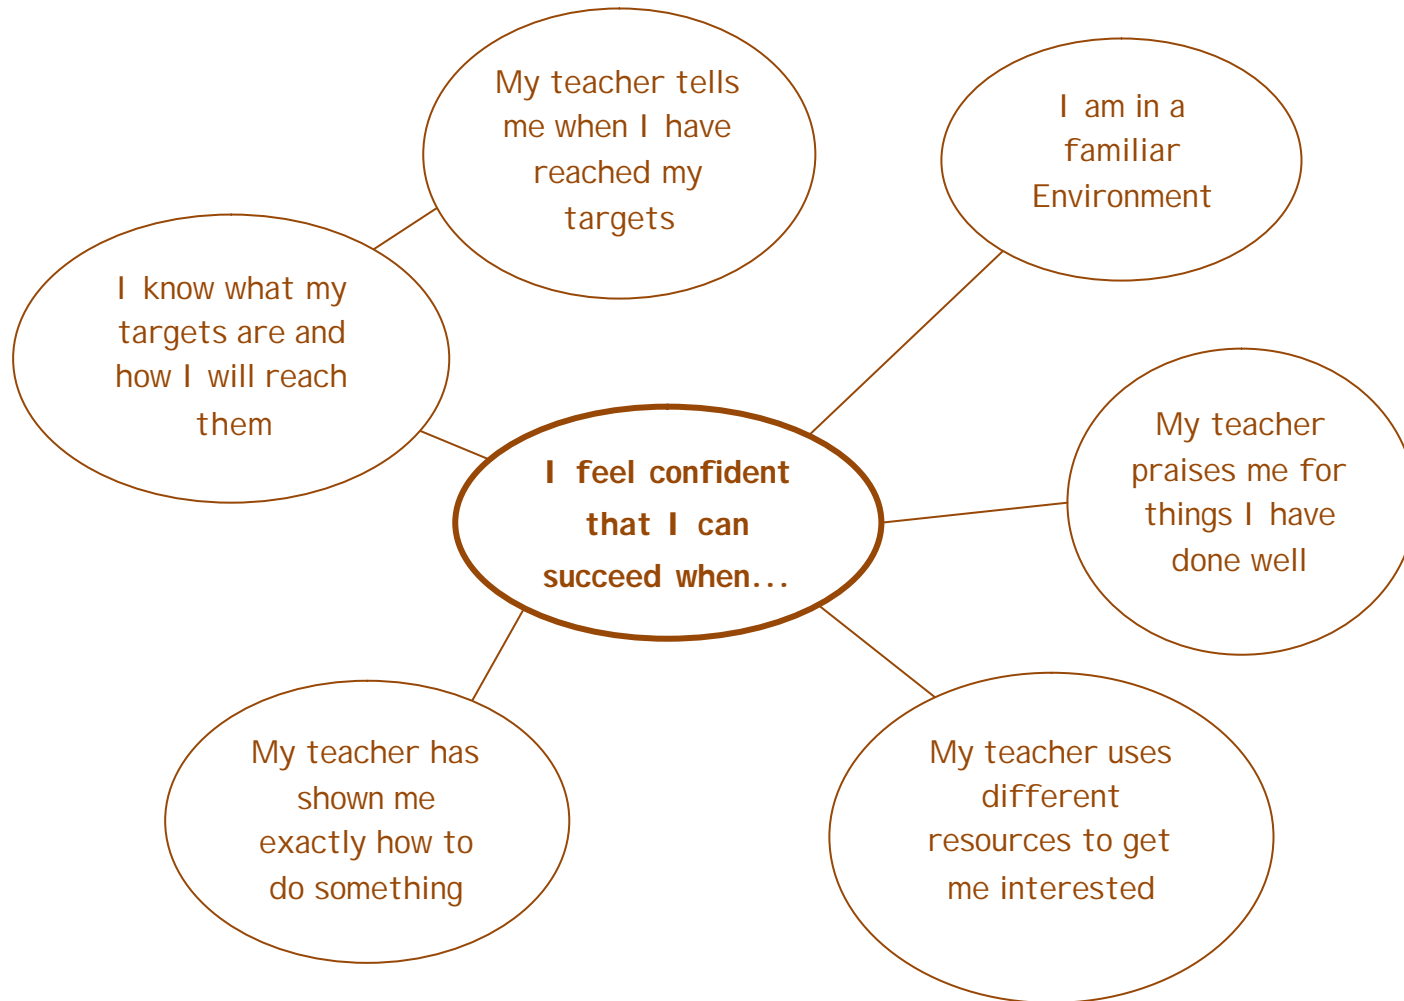 My teacher tells
me when I have
reached my
targets
I am in a
familiar
Environment
I know what my
targets are and
how I will reach
them
I feel confident
that I can
succeed when...
My teacher
praises me for
things I have
done well
My teacher has
shown me
exactly how to
do something
My teacher uses
different
resources to get
me interested